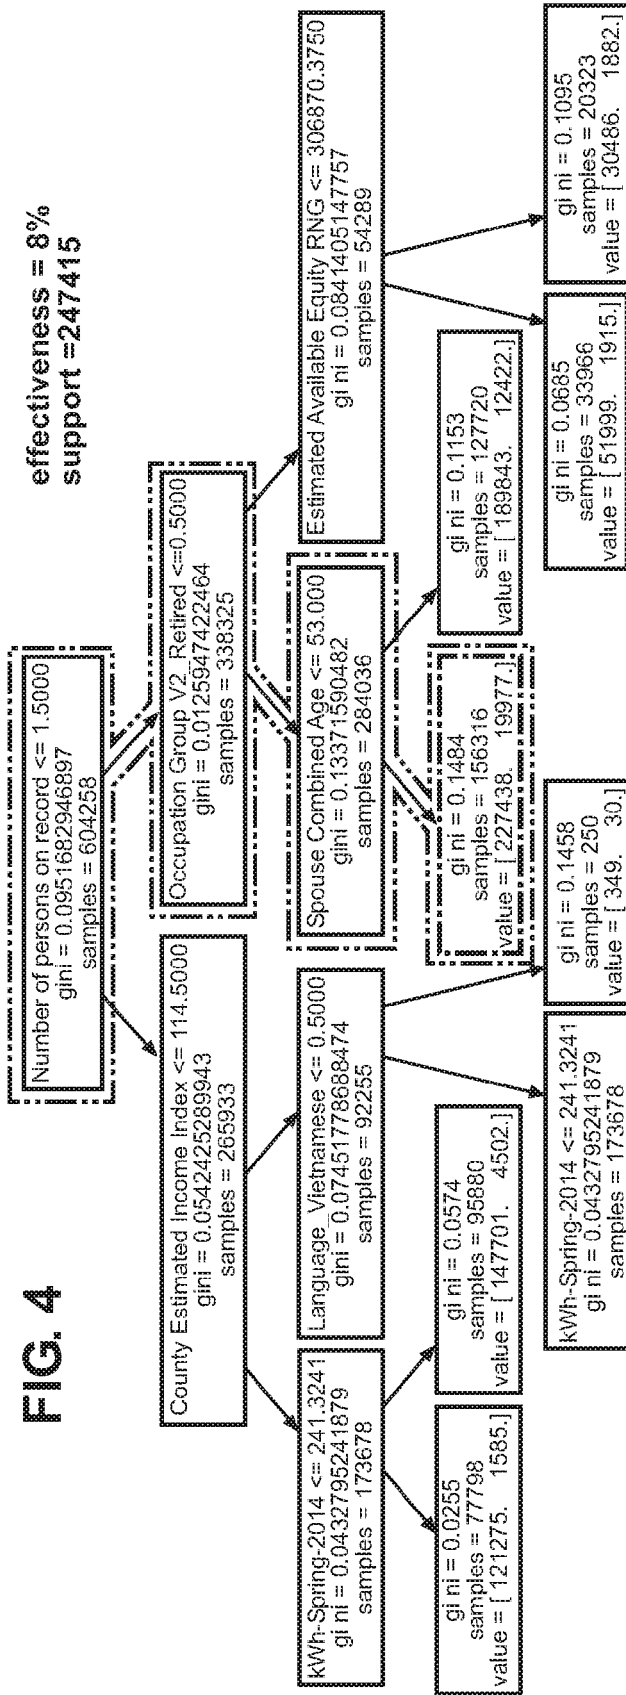 FIG. 4
effectiveness = 8%
support =247415
Number of persons on record <= 1.5000
gini = 0.0951682946897
samples = 604258
County Estimated Income Index <= 114.5000
gini = 0.0542425289943
samples = 265933
Occupation Group V2_Retired <=0.5000
gini = 0.0125947422464
samples = 338325
kWh-Spring-2014 <= 241.3241
gi ni = 0.0432795241879
samples = 173678
Language_Vietnamese <= 0.5000
gini = 0.0745177868847​4
samples = 92255
Spouse Combined Age <= 53.000
gini = 0.13371590482
samples = 284036
Estimated Available Equity RNG <= 306870.3750
gi ni = 0.0841405147757
samples = 54289
gi ni = 0.0255
samples = 77798
value = [ 121275. 1585.]
gi ni = 0.0574
samples = 95880
value = [ 147701. 4502.]
gi ni = 0.1484
samples = 156316
value = [ 227438. 19977.]
gi ni = 0.1153
samples = 127720
value = [ 189843. 12422.]
kWh-Spring-2014 <= 241.3241
gi ni = 0.0432795241879
samples = 173678
gi ni = 0.1458
samples = 250
value = [ 349. 30.]
gi ni = 0.0685
samples = 33966
value = [ 51999. 1915.]
gi ni = 0.1095
samples = 20323
value = [ 30486. 1882.]